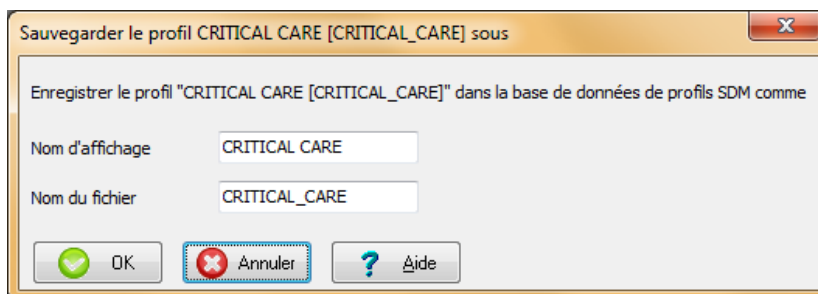 Sauvegarder le profil CRITICAL CARE [CRITICAL_CARE] sous
Enregistrer le profil "CRITICAL CARE [CRITICAL_CARE]" dans la base de données de profils SDM comme
Nom d'affichage CRITICAL CARE
Nom du fichier CRITICAL_CARE
OK Annuler ? Aide